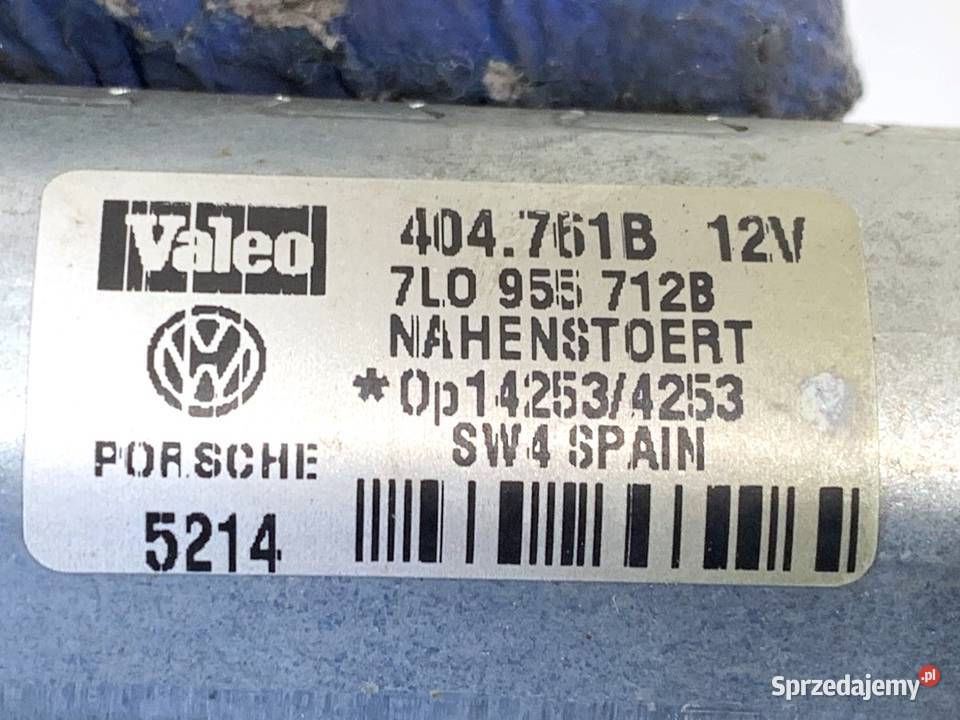 Valeo 404.761B 12V
7L0 955 712B
NAHENSTOERT
*Op14253/4253
PORSCHE SW4 SPAIN
5214
Sprzedajemy.pl